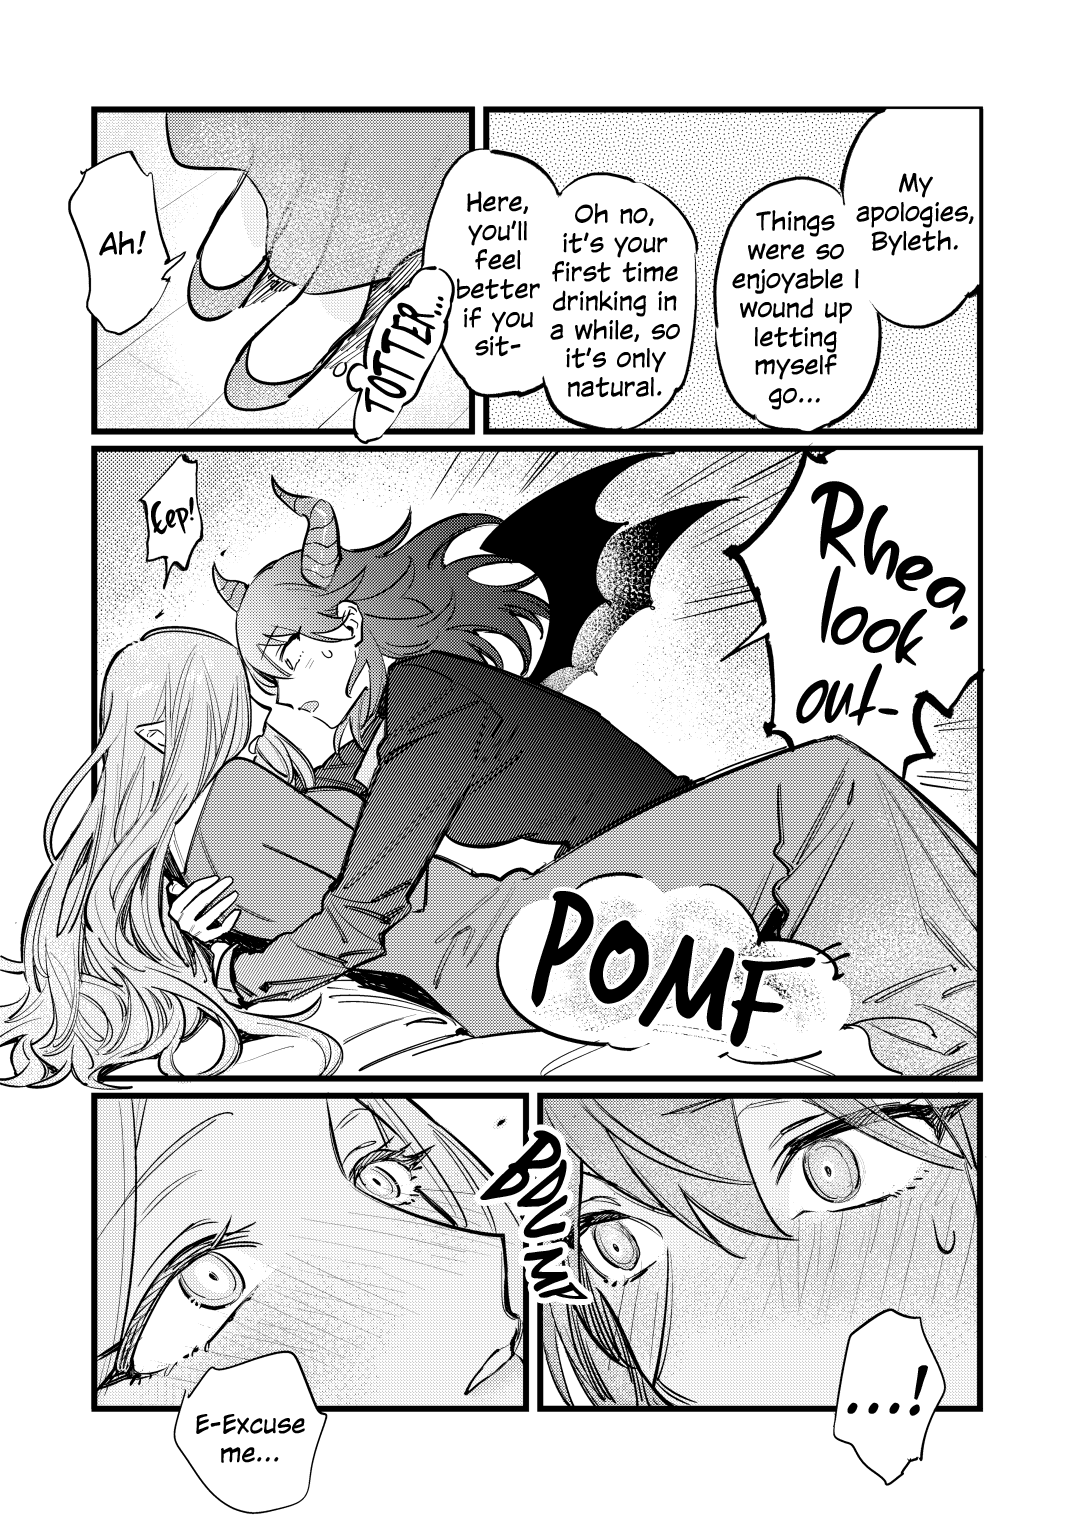 My
apologies,
Byleth.
Things
were so
enjoyable I
wound up
letting
myself
go...
Oh no,
it's your
first time
drinking in
a while, so
it's only
natural.
Here,
you'll
feel
better
if you
sit-
TOTTER...
Ah!
Rhea,
look
out-
Eep!
POMF
BOUMP
...!
E-Excuse
me...